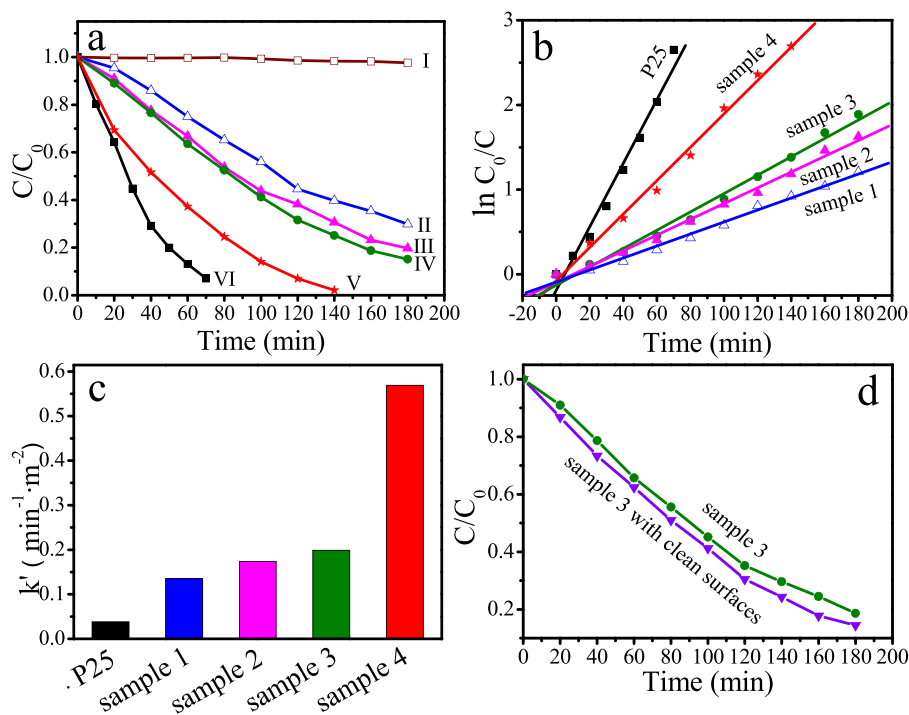 a
C/C0
1.0
0.8
0.6
0.4
0.2
0.0
I
II
III
IV
V
VI
0 20 40 60 80 100 120 140 160 180 200
Time (min)
b
ln C0/C
3
2
1
0
P25
sample 4
sample 3
sample 2
sample 1
-20 0 20 40 60 80 100 120 140 160 180 200
Time (min)
c
k' ( min-1·m-2)
0.6
0.5
0.4
0.3
0.2
0.1
0.0
. P25
sample 1
sample 2
sample 3
sample 4
d
C/C0
1.0
0.8
0.6
0.4
0.2
sample 3
sample 3 with clean surfaces
0 20 40 60 80 100 120 140 160 180 200
Time (min)